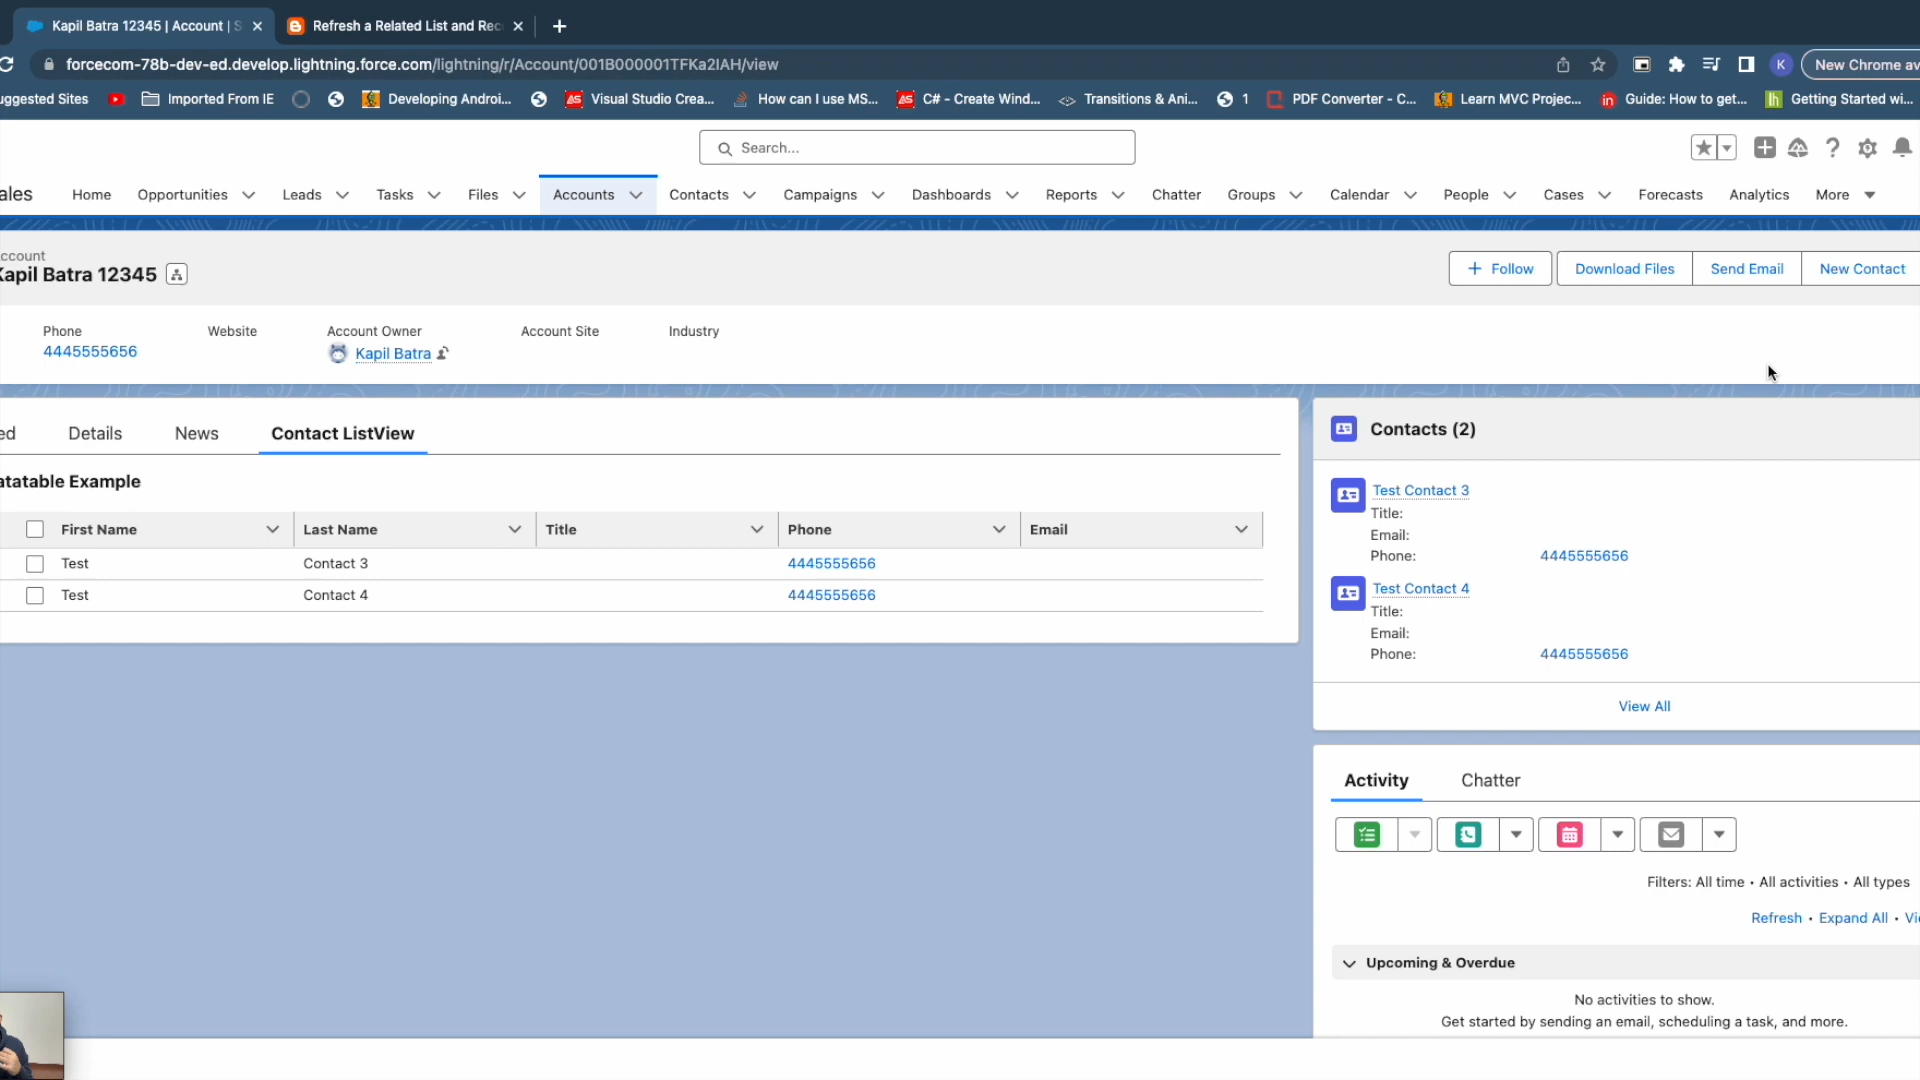 Kapil Batra 12345 | Account | S
Refresh a Related List and Rec
forcecom-78b-dev-ed.develop.lightning.force.com/lightning/r/Account/001B000001TFKa2IAH/view
K
New Chrome av
uggested Sites
Imported From IE
Developing Androi...
Visual Studio Crea...
How can I use MS...
C# - Create Wind...
Transitions & Ani...
1
PDF Converter - C...
Learn MVC Projec...
Guide: How to get...
Getting Started wi...
Search...
ales
Home
Opportunities
Leads
Tasks
Files
Accounts
Contacts
Campaigns
Dashboards
Reports
Chatter
Groups
Calendar
People
Cases
Forecasts
Analytics
More
ccount
Kapil Batra 12345
Follow
Download Files
Send Email
New Contact
Phone
Website
Account Owner
Account Site
Industry
4445555656
Kapil Batra
ed
Details
News
Contact ListView
atatable Example
First Name
Last Name
Title
Phone
Email
Test
Contact 3
4445555656
Test
Contact 4
4445555656
Contacts (2)
Test Contact 3
Title:
Email:
Phone:
4445555656
Test Contact 4
Title:
Email:
Phone:
4445555656
View All
Activity
Chatter
Filters: All time • All activities • All types
Refresh • Expand All • Vie
Upcoming & Overdue
No activities to show.
Get started by sending an email, scheduling a task, and more.